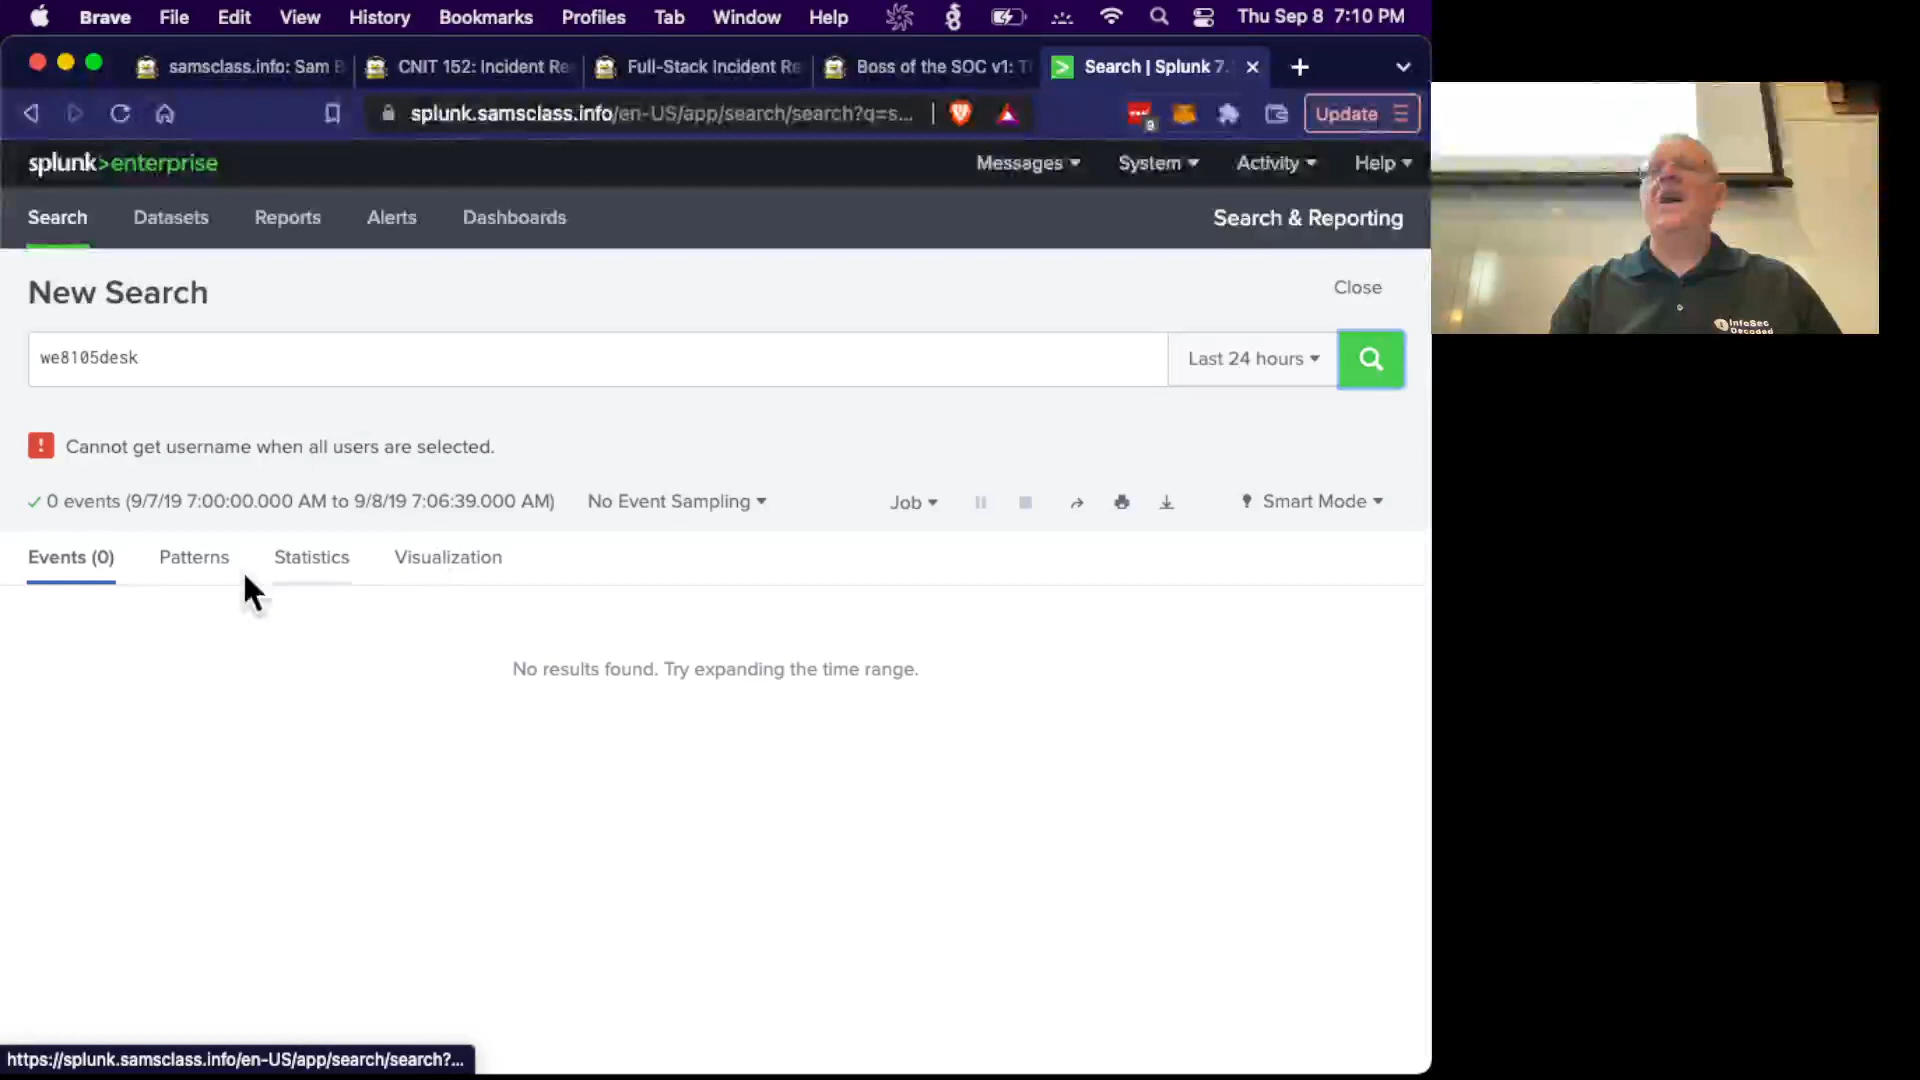 Brave File Edit View History Bookmarks Profiles Tab Window Help Thu Sep 8 7:10 PM
samsclass.info: Sam B CNIT 152: Incident Re Full-Stack Incident Re Boss of the SOC v1: T Search | Splunk 7.
splunk.samsclass.info/en-US/app/search/search?q=s... 9 Update
splunk>enterprise Messages System Activity Help
Search Datasets Reports Alerts Dashboards Search & Reporting
New Search Close
we8105desk Last 24 hours
Cannot get username when all users are selected.
0 events (9/7/19 7:00:00.000 AM to 9/8/19 7:06:39.000 AM) No Event Sampling Job Smart Mode
Events (0) Patterns Statistics Visualization
No results found. Try expanding the time range.
https://splunk.samsclass.info/en-US/app/search/search?...
InfoSec
Decoded